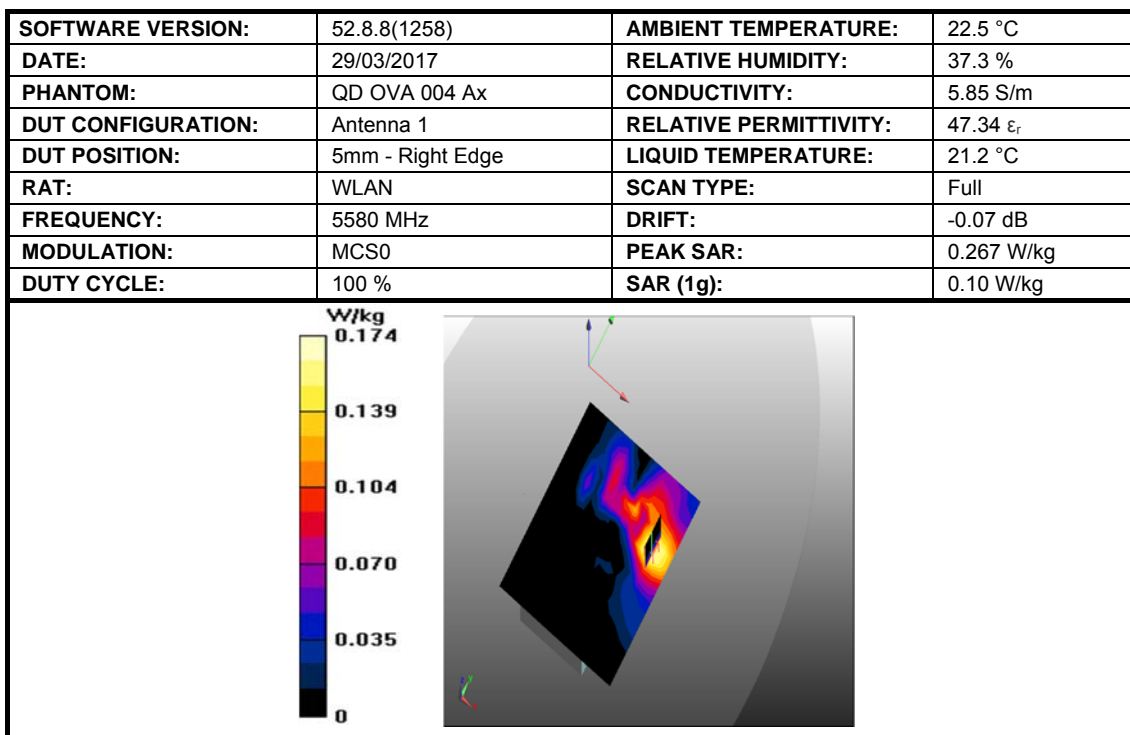 SOFTWARE VERSION: 52.8.8(1258) AMBIENT TEMPERATURE: 22.5 °C
DATE: 29/03/2017 RELATIVE HUMIDITY: 37.3 %
PHANTOM: QD OVA 004 Ax CONDUCTIVITY: 5.85 S/m
DUT CONFIGURATION: Antenna 1 RELATIVE PERMITTIVITY: 47.34 εr
DUT POSITION: 5mm - Right Edge LIQUID TEMPERATURE: 21.2 °C
RAT: WLAN SCAN TYPE: Full
FREQUENCY: 5580 MHz DRIFT: -0.07 dB
MODULATION: MCS0 PEAK SAR: 0.267 W/kg
DUTY CYCLE: 100 % SAR (1g): 0.10 W/kg
W/kg
0.174
0.139
0.104
0.070
0.035
0